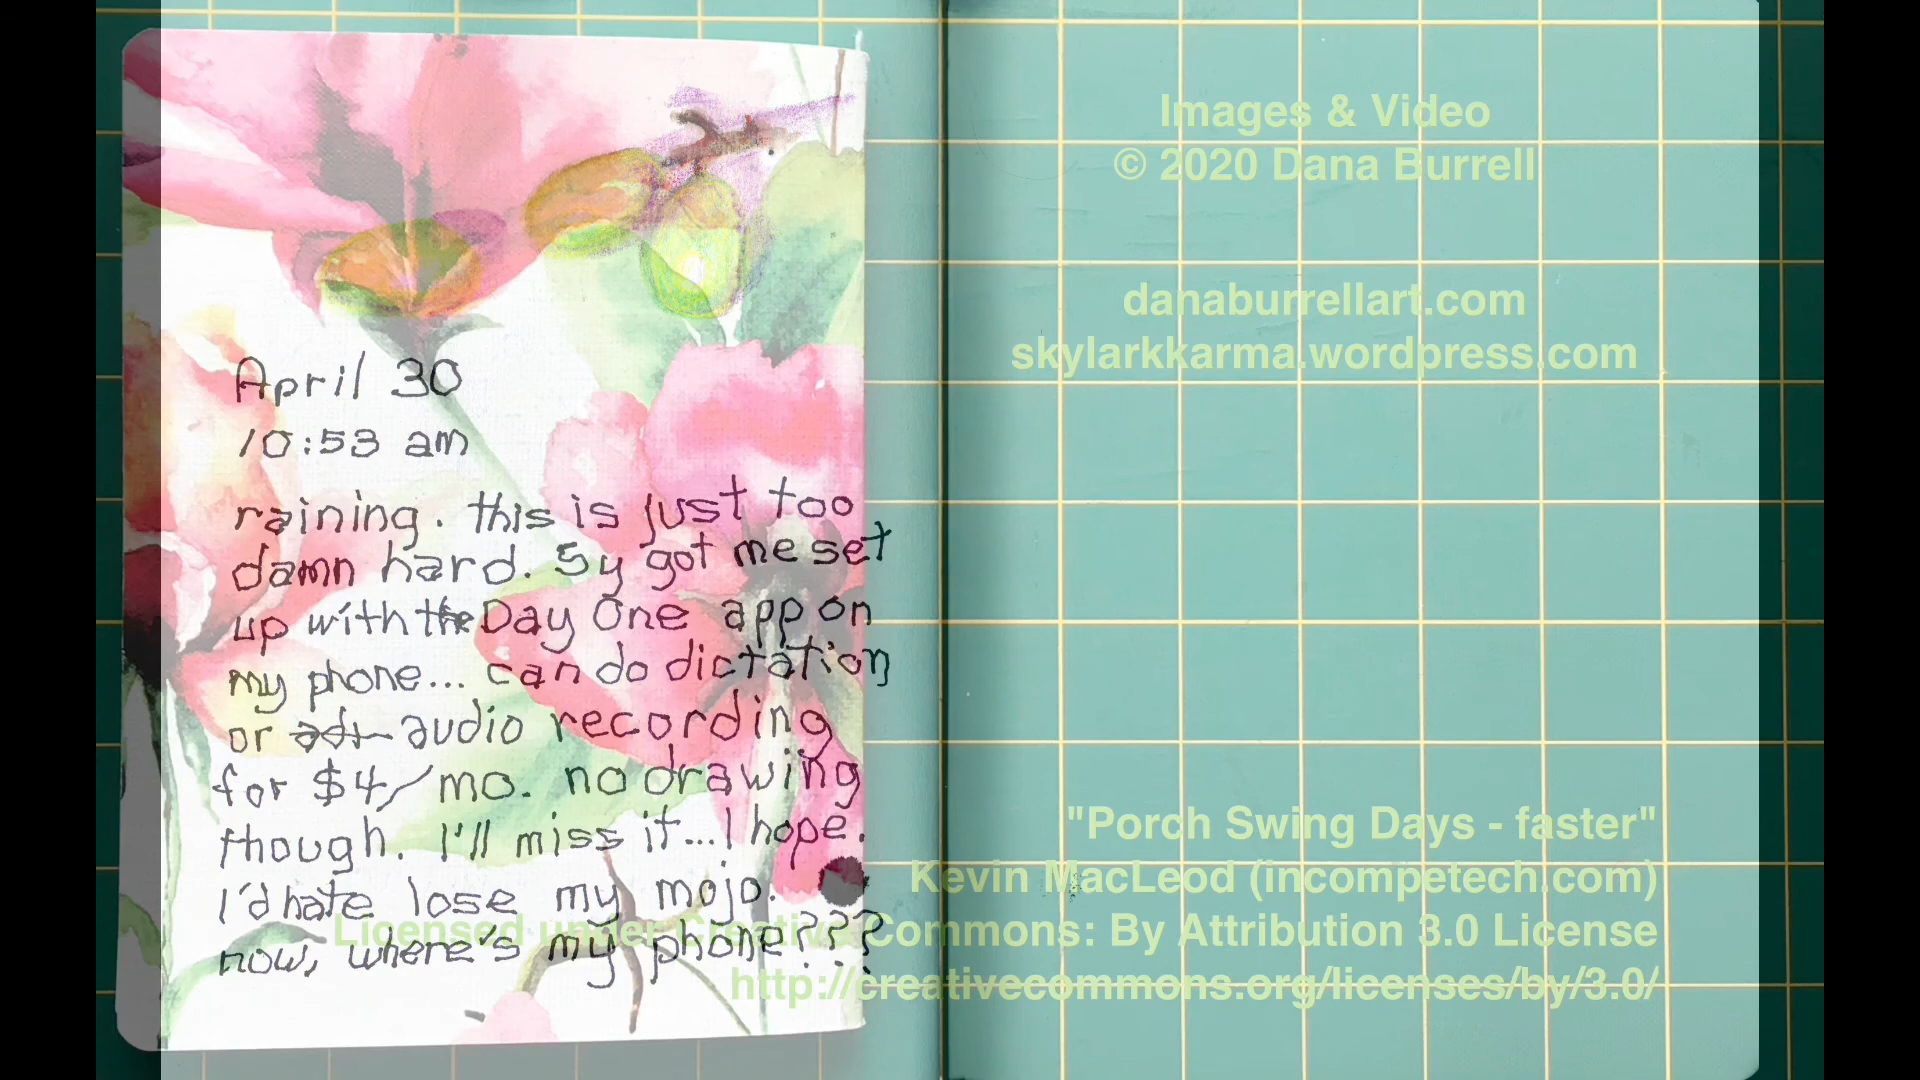 April 30
10:53 am
raining. this is just too
damn hard. Sy got me set
up with the Day One app on
my phone... can do dictation
or audio recording
for $4/mo. no drawing
though. I'll miss it...I hope.
I'd hate lose my mojo.
now, where's my phone???
Images & Video
© 2020 Dana Burrell
danaburrellart.com
skylarkkarma.wordpress.com
"Porch Swing Days - faster"
Kevin MacLeod (incompetech.com)
Licensed under Creative Commons: By Attribution 3.0 License
http://creativecommons.org/licenses/by/3.0/